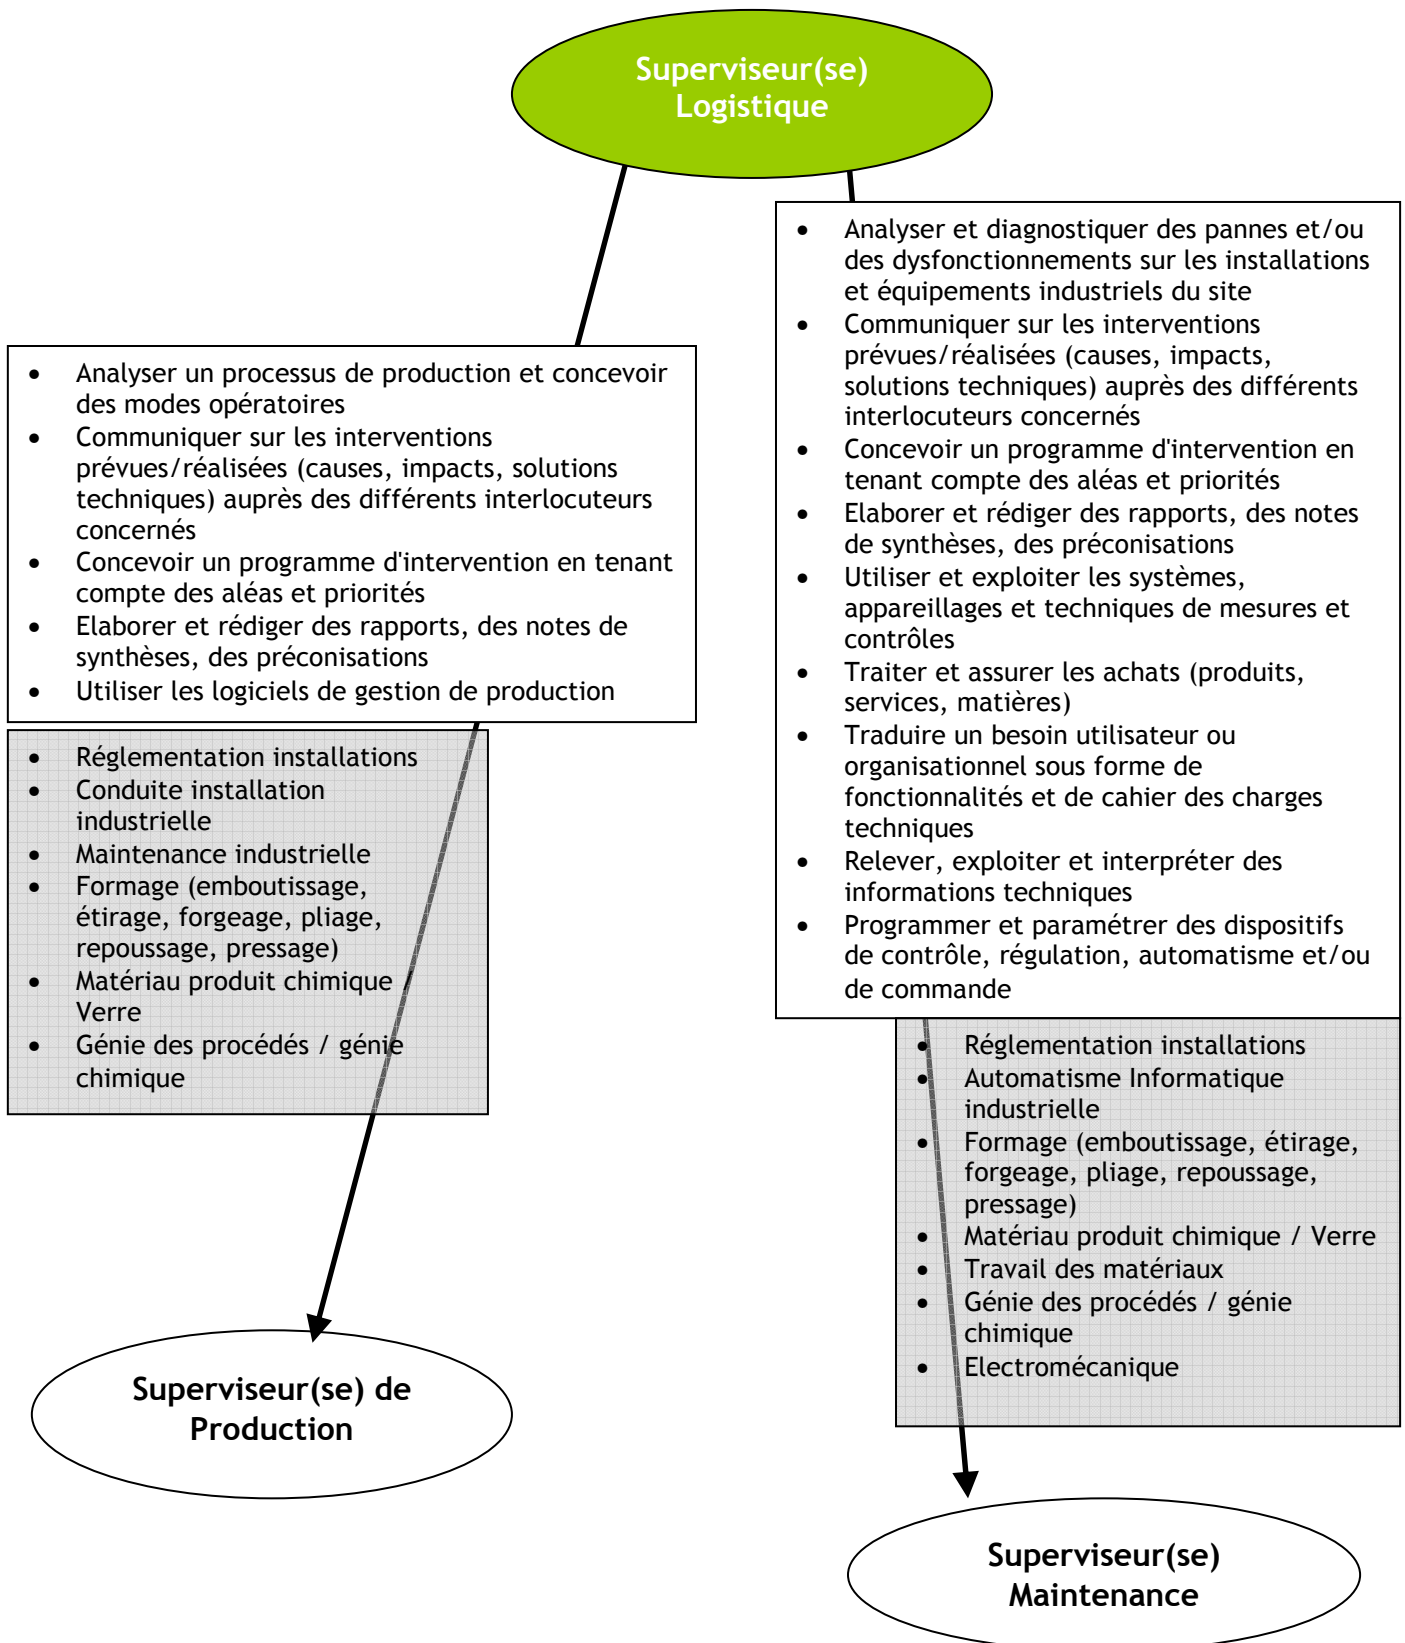 Superviseur(se)
Logistique
• Analyser et diagnostiquer des pannes et/ou
des dysfonctionnements sur les installations
et équipements industriels du site
• Communiquer sur les interventions
prévues/réalisées (causes, impacts,
solutions techniques) auprès des différents
interlocuteurs concernés
• Concevoir un programme d'intervention en
tenant compte des aléas et priorités
• Elaborer et rédiger des rapports, des notes
de synthèses, des préconisations
• Utiliser et exploiter les systèmes,
appareillages et techniques de mesures et
contrôles
• Traiter et assurer les achats (produits,
services, matières)
• Traduire un besoin utilisateur ou
organisationnel sous forme de
fonctionnalités et de cahier des charges
techniques
• Relever, exploiter et interpréter des
informations techniques
• Programmer et paramétrer des dispositifs
de contrôle, régulation, automatisme et/ou
de commande
• Analyser un processus de production et concevoir
des modes opératoires
• Communiquer sur les interventions
prévues/réalisées (causes, impacts, solutions
techniques) auprès des différents interlocuteurs
concernés
• Concevoir un programme d'intervention en tenant
compte des aléas et priorités
• Elaborer et rédiger des rapports, des notes de
synthèses, des préconisations
• Utiliser les logiciels de gestion de production
• Réglementation installations
• Conduite installation
industrielle
• Maintenance industrielle
• Formage (emboutissage,
étirage, forgeage, pliage,
repoussage, pressage)
• Matériau produit chimique /
Verre
• Génie des procédés / génie
chimique
• Réglementation installations
• Automatisme Informatique
industrielle
• Formage (emboutissage, étirage,
forgeage, pliage, repoussage,
pressage)
• Matériau produit chimique / Verre
• Travail des matériaux
• Génie des procédés / génie
chimique
• Electromécanique
Superviseur(se) de
Production
Superviseur(se)
Maintenance